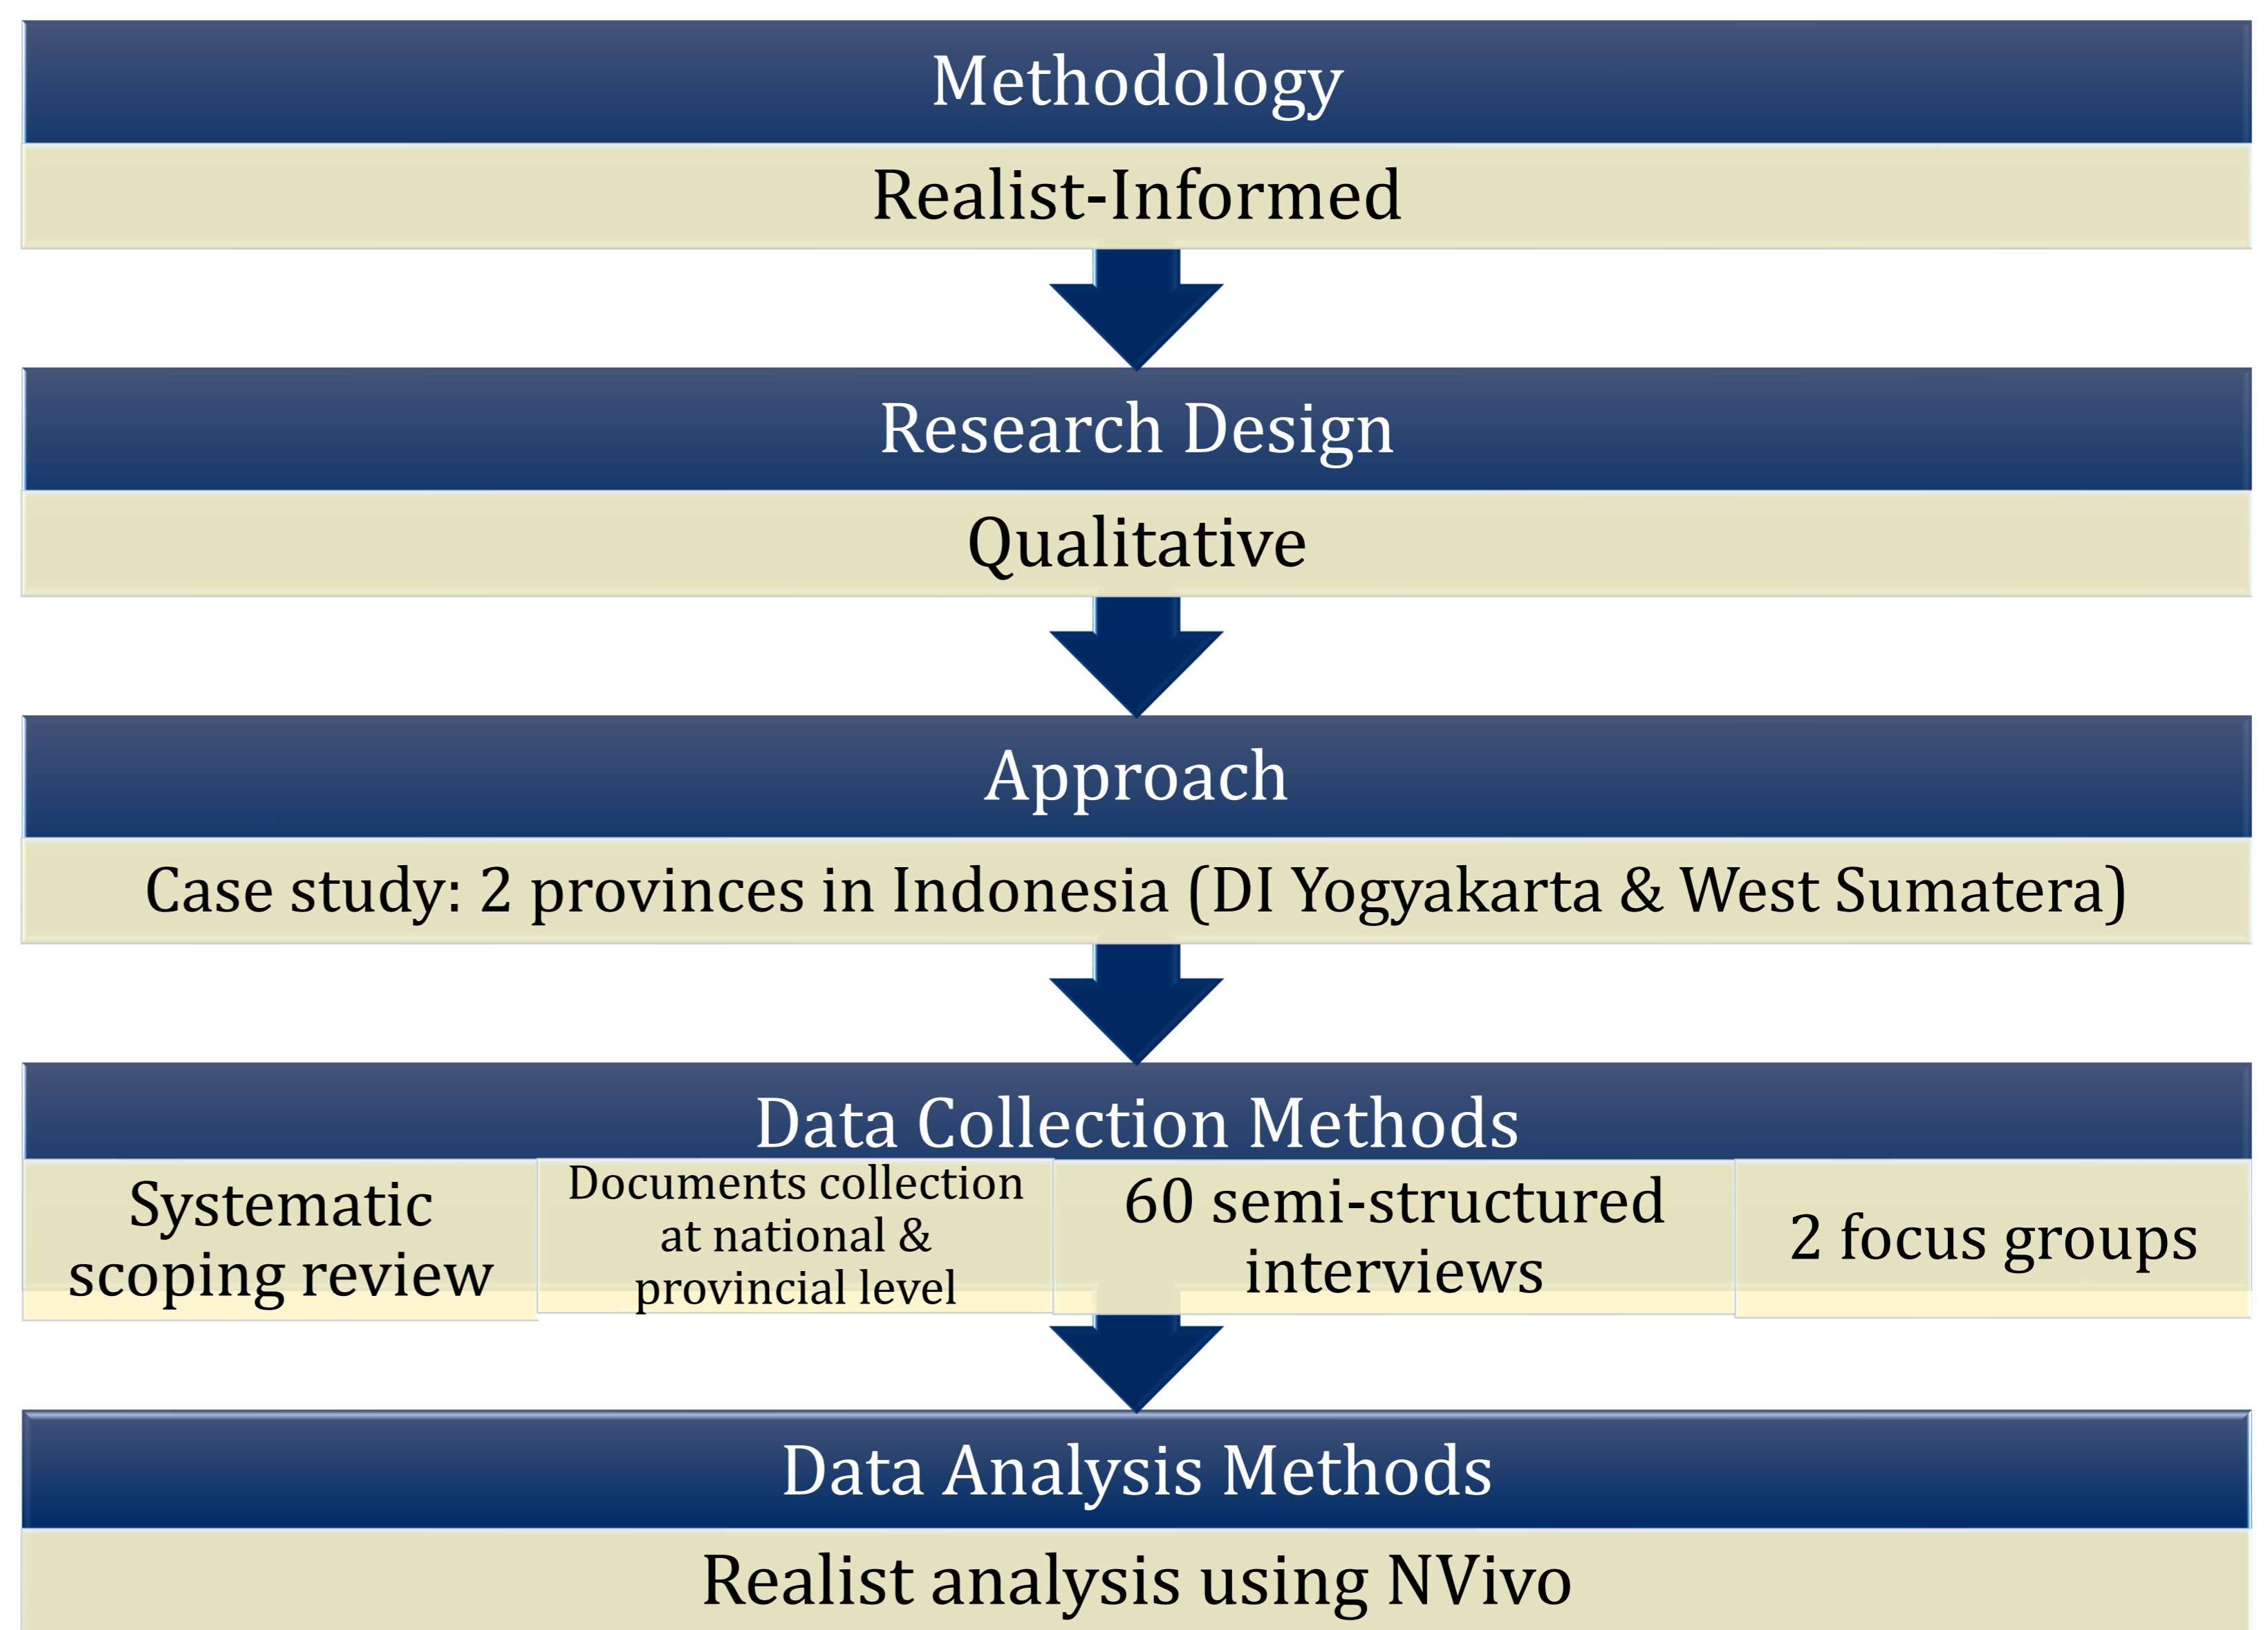 Methodology
Realist-Informed
Research Design
Qualitative
Approach
Case study: 2 provinces in Indonesia (DI Yogyakarta & West Sumatera)
Data Collection Methods
Systematic
scoping review
Documents collection
at national &
provincial level
60 semi-structured
interviews
2 focus groups
Data Analysis Methods
Realist analysis using NVivo